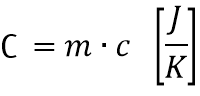 C = m · c [J/K]